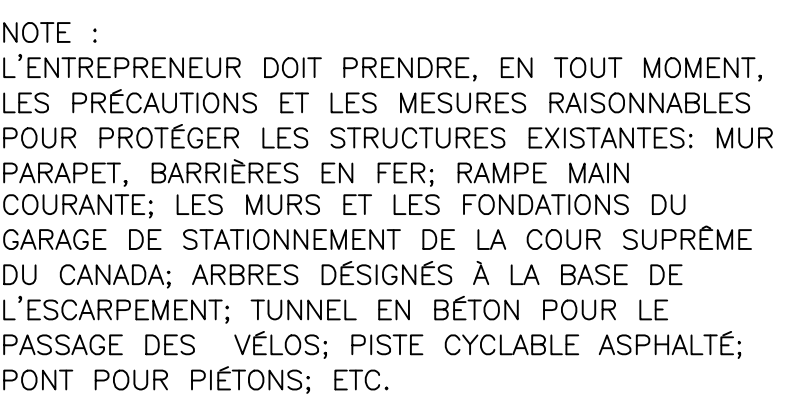 NOTE :
L'ENTREPRENEUR DOIT PRENDRE, EN TOUT MOMENT,
LES PRÉCAUTIONS ET LES MESURES RAISONNABLES
POUR PROTÉGER LES STRUCTURES EXISTANTES: MUR
PARAPET, BARRIÈRES EN FER; RAMPE MAIN
COURANTE; LES MURS ET LES FONDATIONS DU
GARAGE DE STATIONNEMENT DE LA COUR SUPRÊME
DU CANADA; ARBRES DÉSIGNÉS À LA BASE DE
L'ESCARPEMENT; TUNNEL EN BÉTON POUR LE
PASSAGE DES  VÉLOS; PISTE CYCLABLE ASPHALTÉ;
PONT POUR PIÉTONS; ETC.